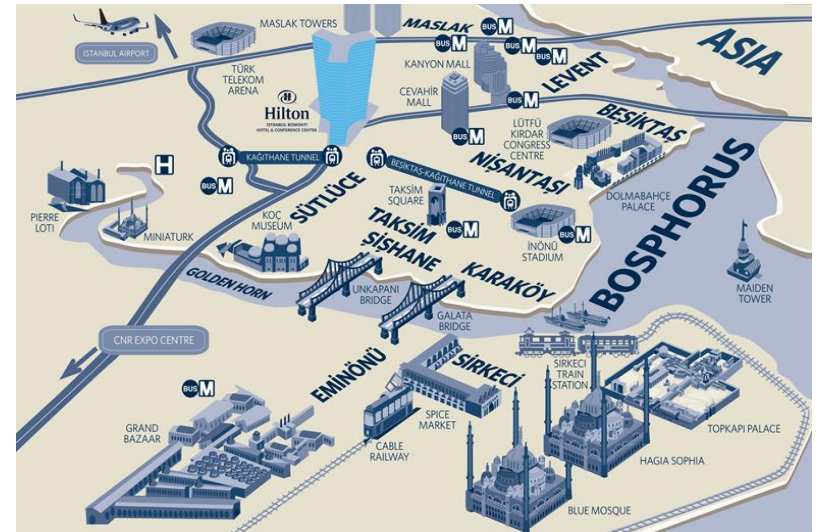 ISTANBUL AIRPORT
TÜRK
TELEKOM
ARENA
MASLAK TOWERS
MASLAK
BUS M
BUS M
BUS M
BUS M
KANYON MALL
LEVENT
ASIA
CEVAHİR
MALL
BUS M
BUS M
Hilton
ISTANBUL BOMONTI
HOTEL & CONFERENCE CENTER
LÜTFÜ
KIRDAR
CONGRESS
CENTRE
BEŞİKTAŞ
KAĞITHANE TUNNEL
BEŞİKTAŞ-KAĞITHANE TUNNEL
NİŞANTAŞI
DOLMABAHÇE
PALACE
BOSPHORUS
H
BUS M
PIERRE
LOTI
MINIATURK
SÜTLÜCE
KOÇ
MUSEUM
TAKSİM
SQUARE
BUS M
TAKSİM
ŞİSHANE
İNÖNÜ
STADIUM
BUS M
KARAKÖY
MAIDEN
TOWER
GOLDEN HORN
UNKAPANI
BRIDGE
GALATA
BRIDGE
CNR EXPO CENTRE
EMİNÖNÜ
SİRKECİ
SIRKECI
TRAIN
STATION
BUS M
GRAND
BAZAAR
CABLE
RAILWAY
SPICE
MARKET
TOPKAPI PALACE
HAGIA SOPHIA
BLUE MOSQUE